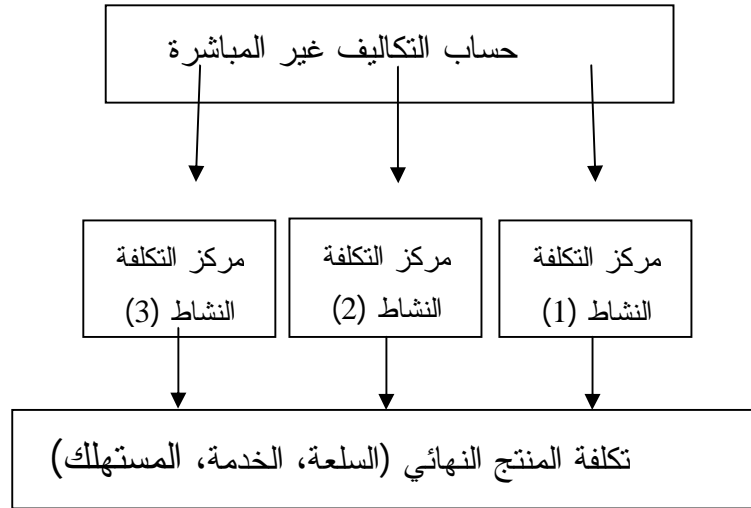 حساب التكاليف غير المباشرة
مركز التكلفة
النشاط (1)
مركز التكلفة
النشاط (2)
مركز التكلفة
النشاط (3)
تكلفة المنتج النهائي (السلعة، الخدمة، المستهلك)